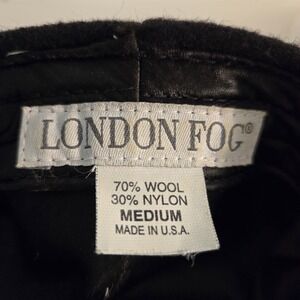 LONDON FOG®
70% WOOL
30% NYLON
MEDIUM
MADE IN U.S.A.